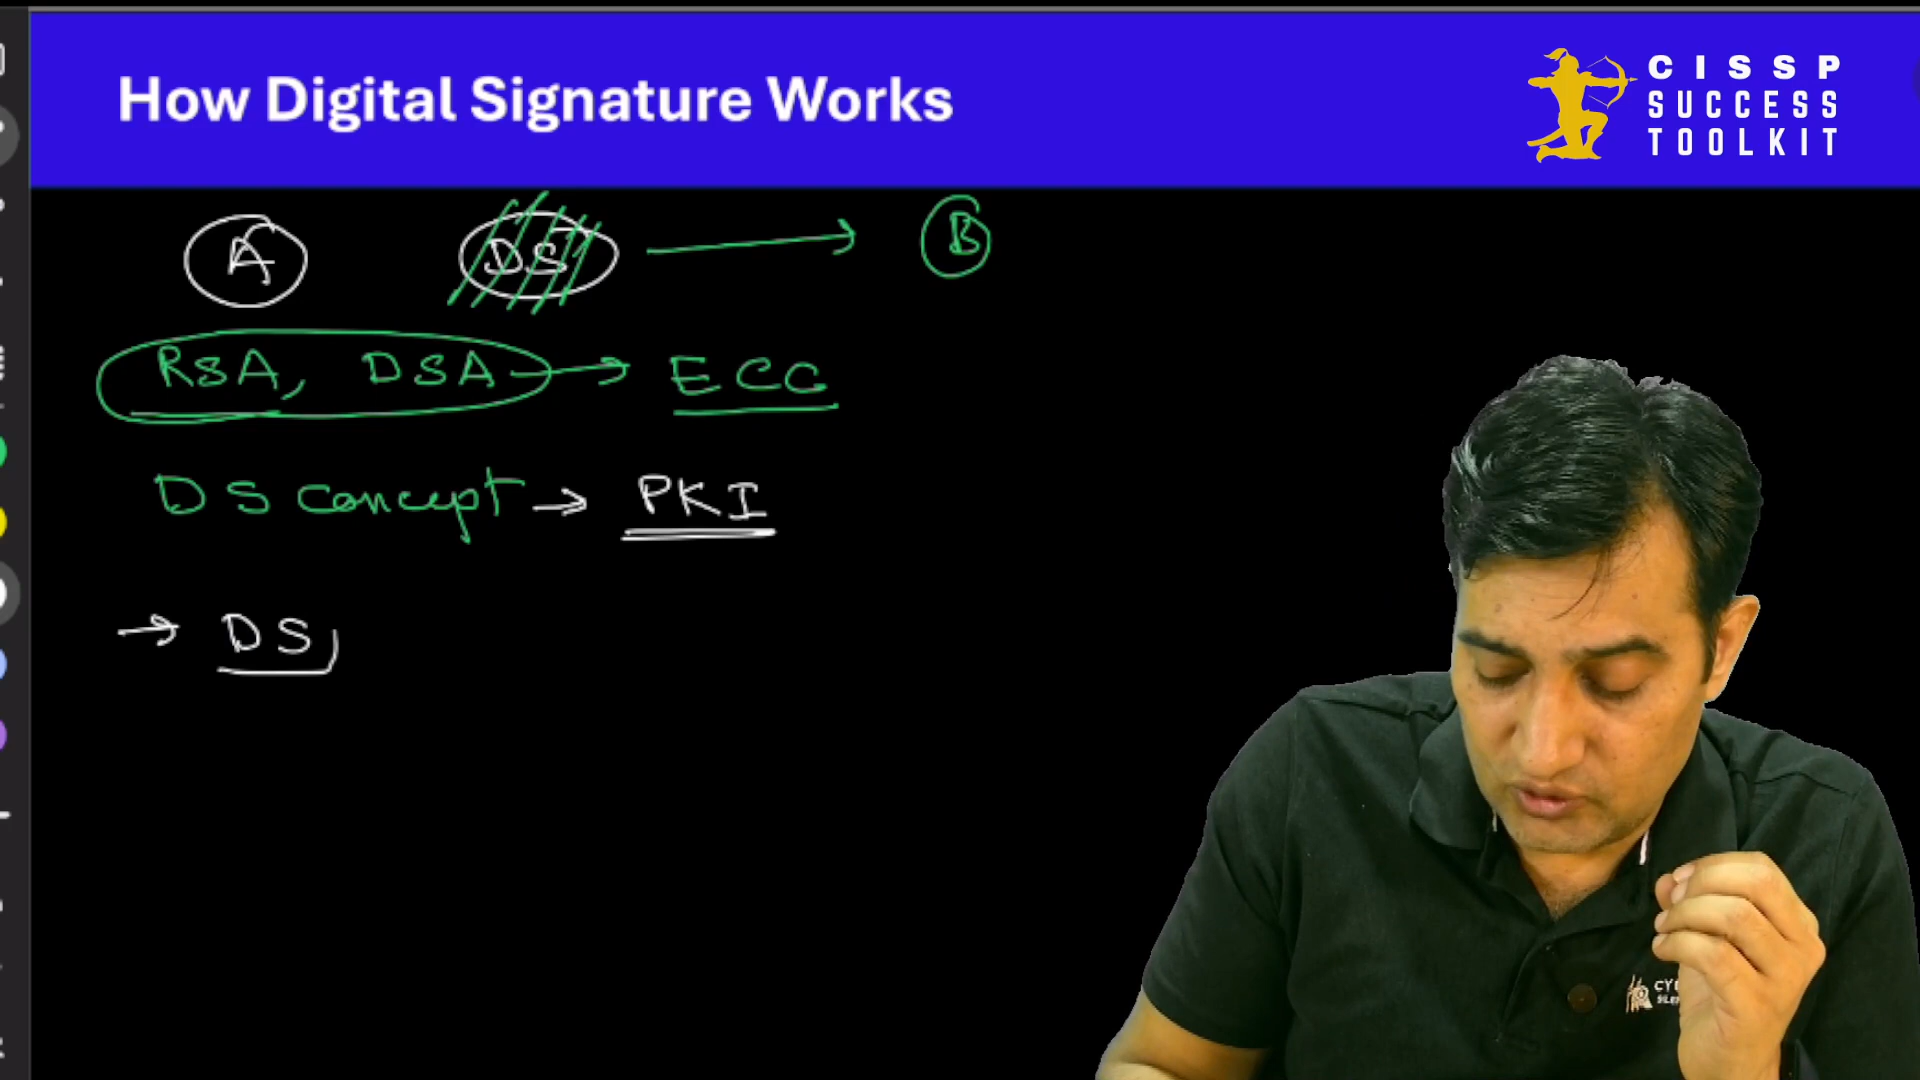 How Digital Signature Works
CISSP
SUCCESS
TOOLKIT
A DS → B
RSA, DSA → ECC
DS concept → PKI
→ DS,